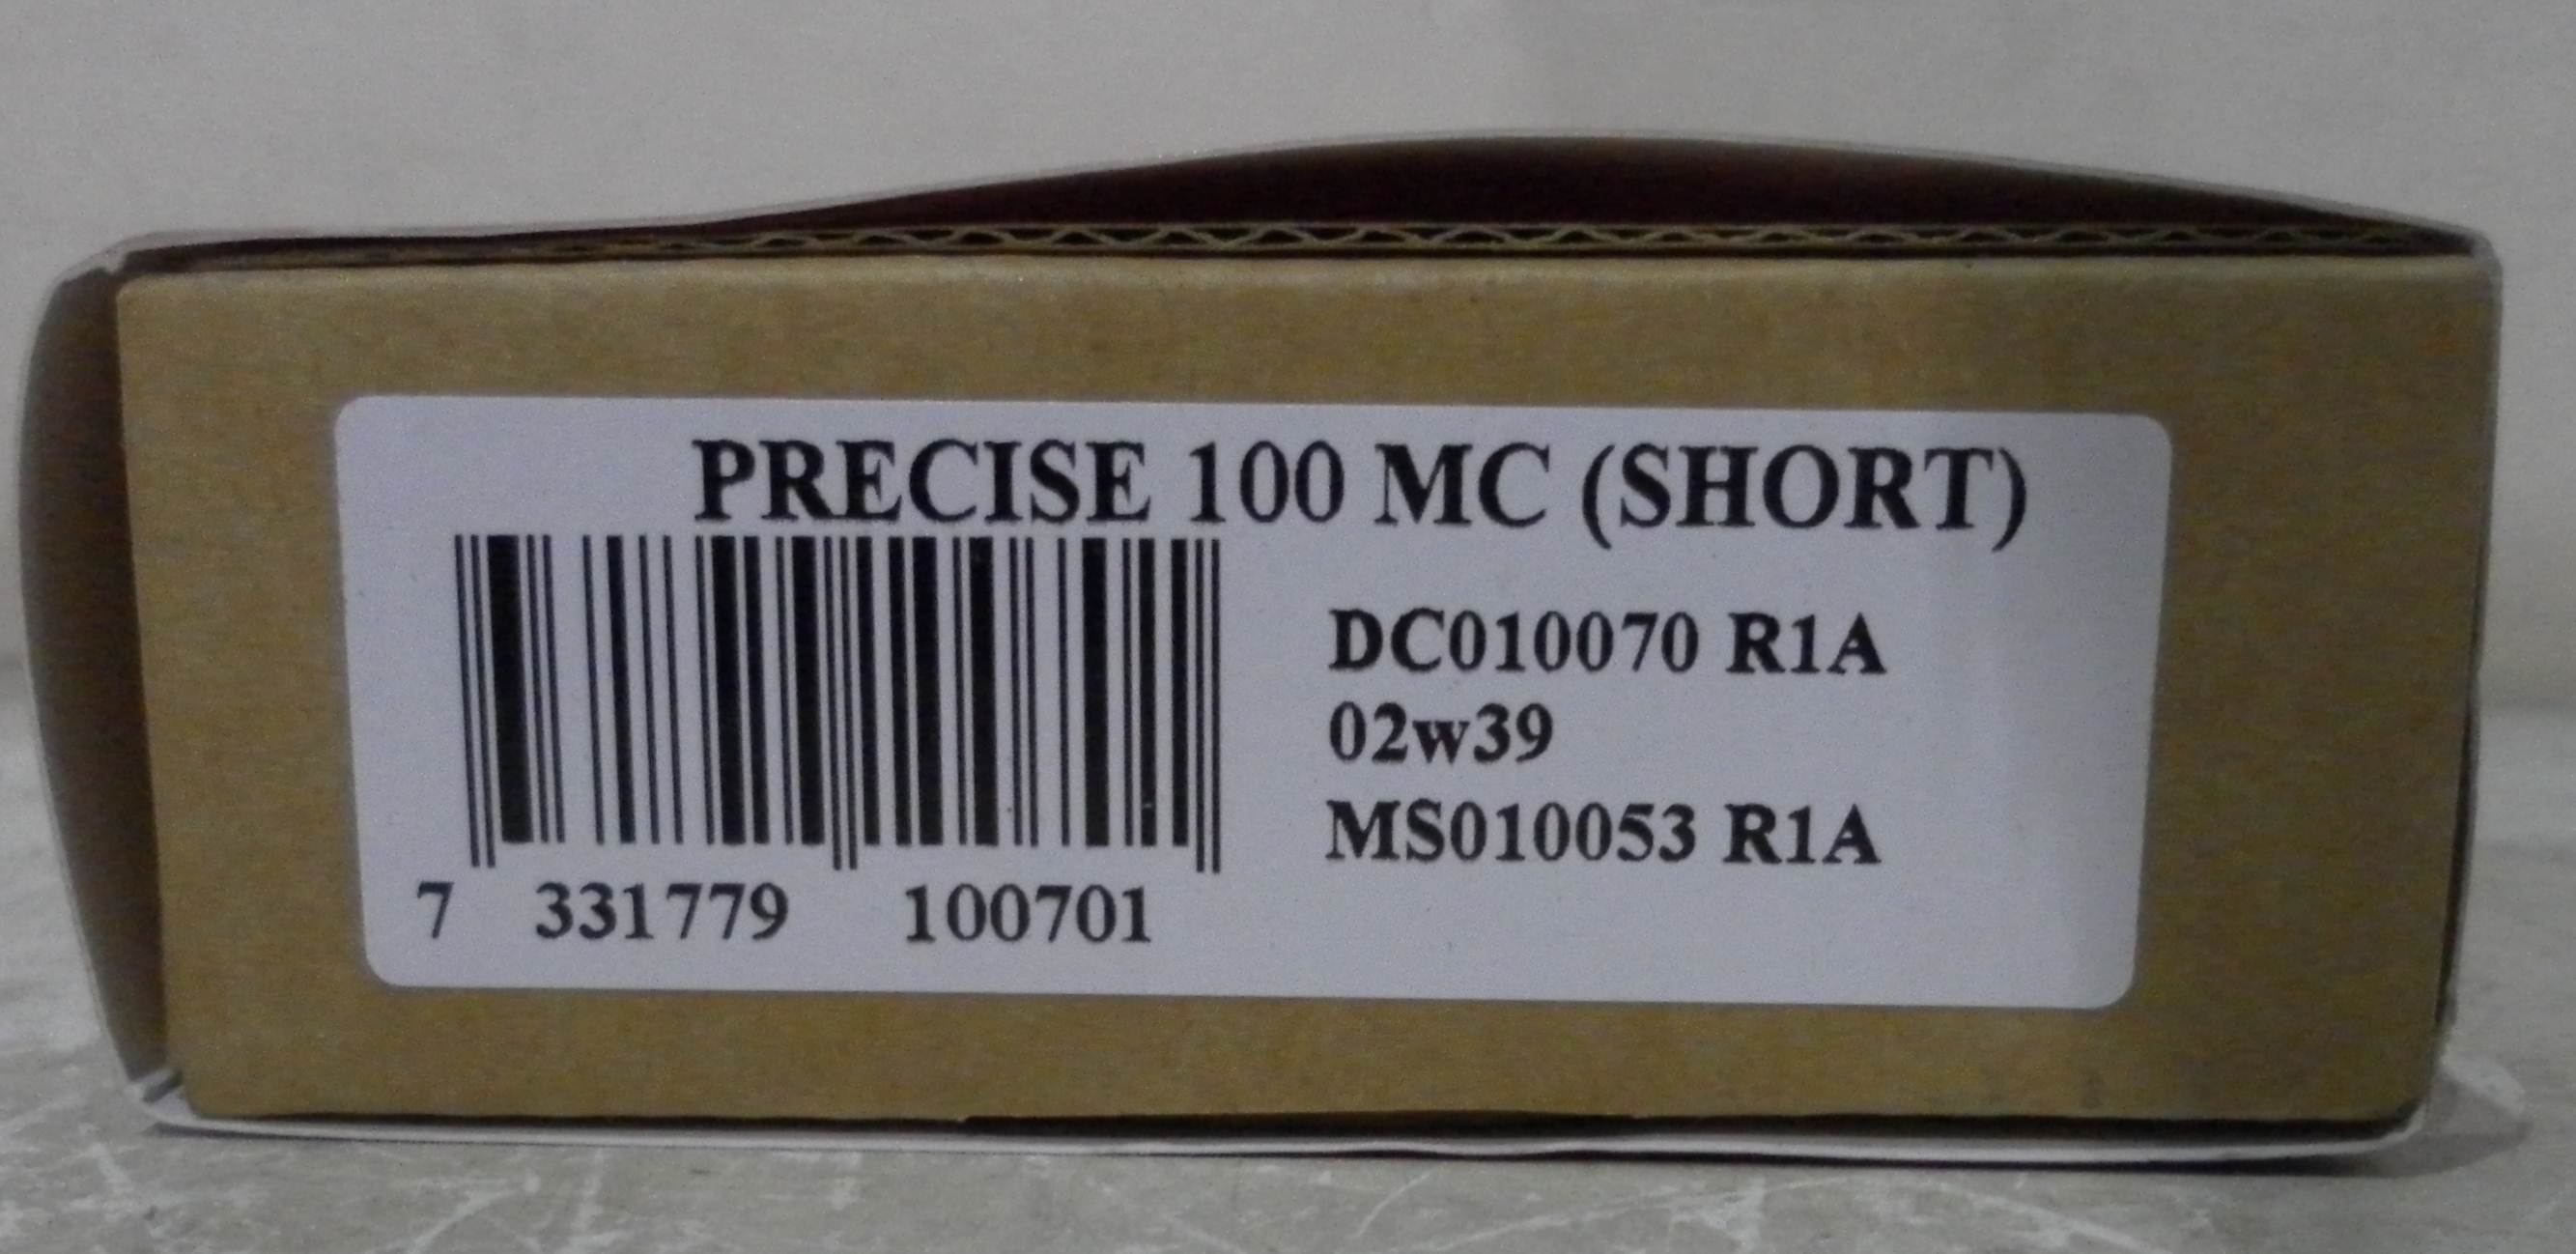 PRECISE 100 MC (SHORT)
DC010070 R1A
02w39
MS010053 R1A
7 331779 100701